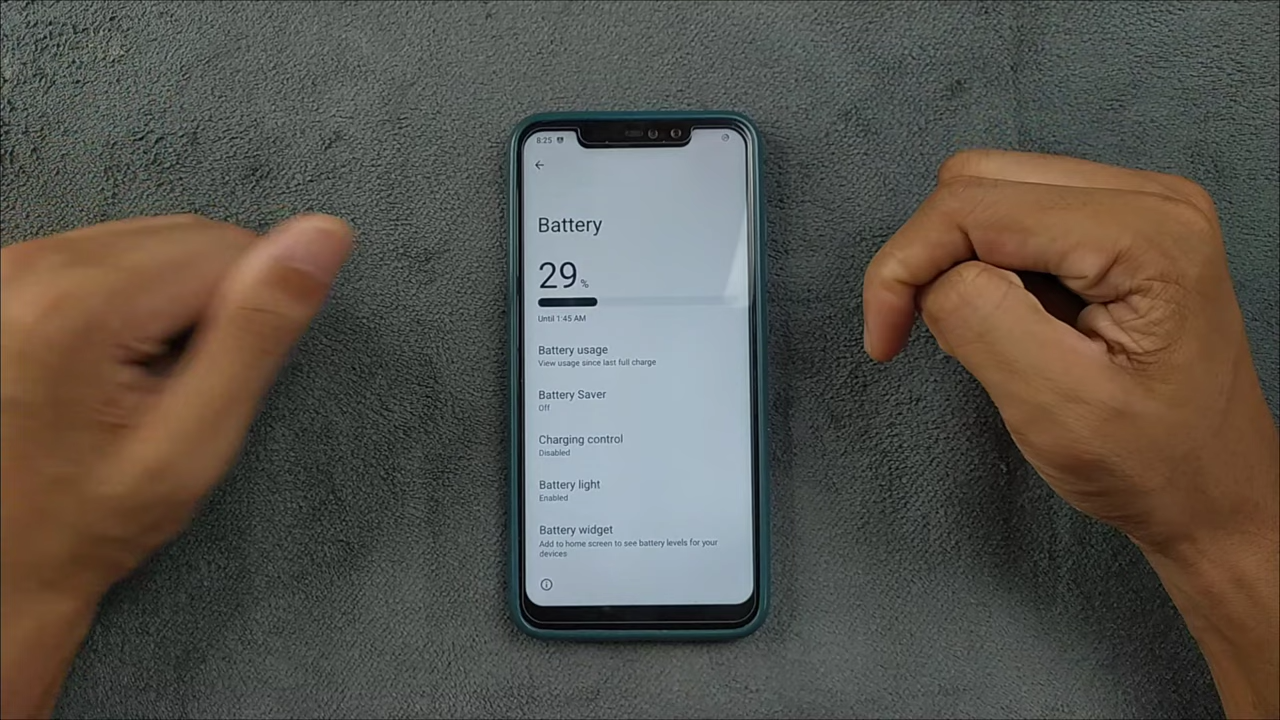 8:25
Battery
29%
Until 1:45 AM
Battery usage
View usage since last full charge
Battery Saver
Off
Charging control
Disabled
Battery light
Enabled
Battery widget
Add to home screen to see battery levels for your
devices